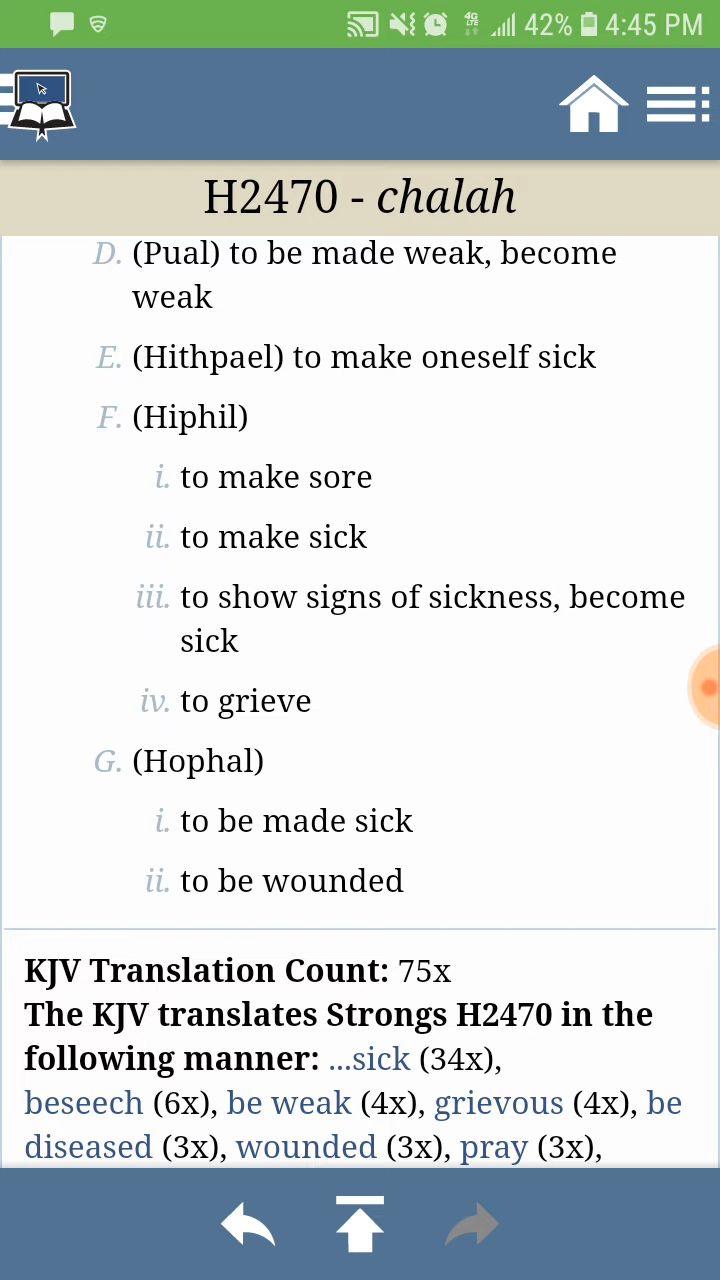 4G
LTE
42%
4:45 PM
H2470 - chalah
D. (Pual) to be made weak, become
weak
E. (Hithpael) to make oneself sick
F. (Hiphil)
i. to make sore
ii. to make sick
iii. to show signs of sickness, become
sick
iv. to grieve
G. (Hophal)
i. to be made sick
ii. to be wounded
KJV Translation Count: 75x
The KJV translates Strongs H2470 in the
following manner: ...sick (34x),
beseech (6x), be weak (4x), grievous (4x), be
diseased (3x), wounded (3x), pray (3x),